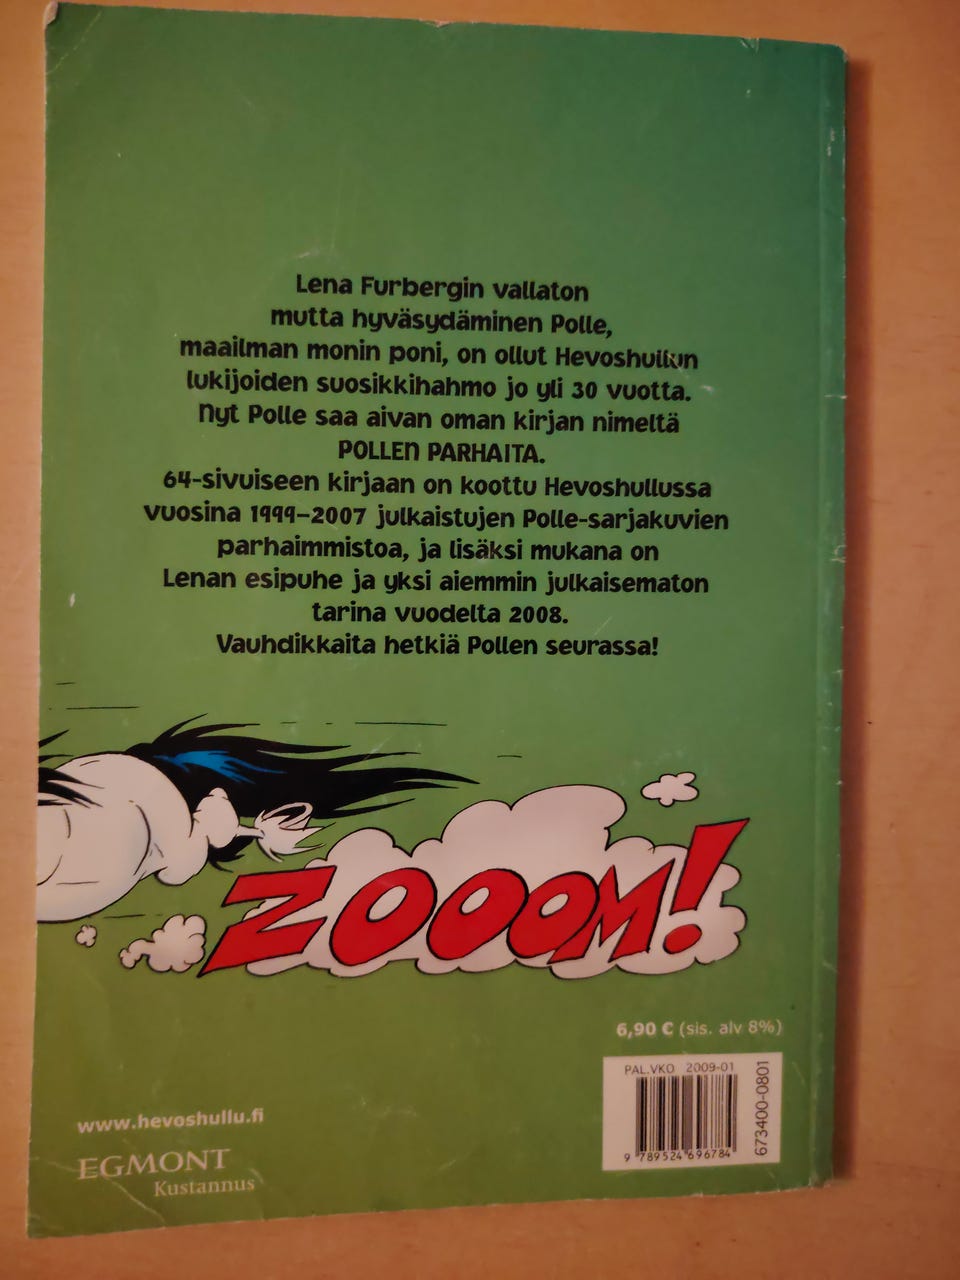 Lena Furbergin vallaton
mutta hyväsydäminen Polle,
maailman monin poni, on ollut Hevoshullun
lukijoiden suosikkihahmo jo yli 30 vuotta.
Nyt Polle saa aivan oman kirjan nimeltä
POLLEN PARHAITA.
64-sivuiseen kirjaan on koottu Hevoshullussa
vuosina 1999–2007 julkaistujen Polle-sarjakuvien
parhaimmistoa, ja lisäksi mukana on
Lenan esipuhe ja yksi aiemmin julkaisematon
tarina vuodelta 2008.
Vauhdikkaita hetkiä Pollen seurassa!
ZOOOM!
6,90 € (sis. alv 8%)
PAL.VKO 2009-01
673400-0801
9 789524 696784
www.hevoshullu.fi
EGMONT
Kustannus